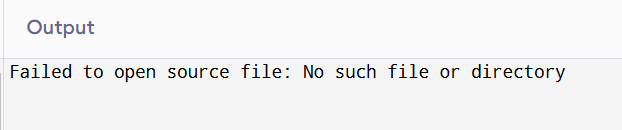 Output
Failed to open source file: No such file or directory